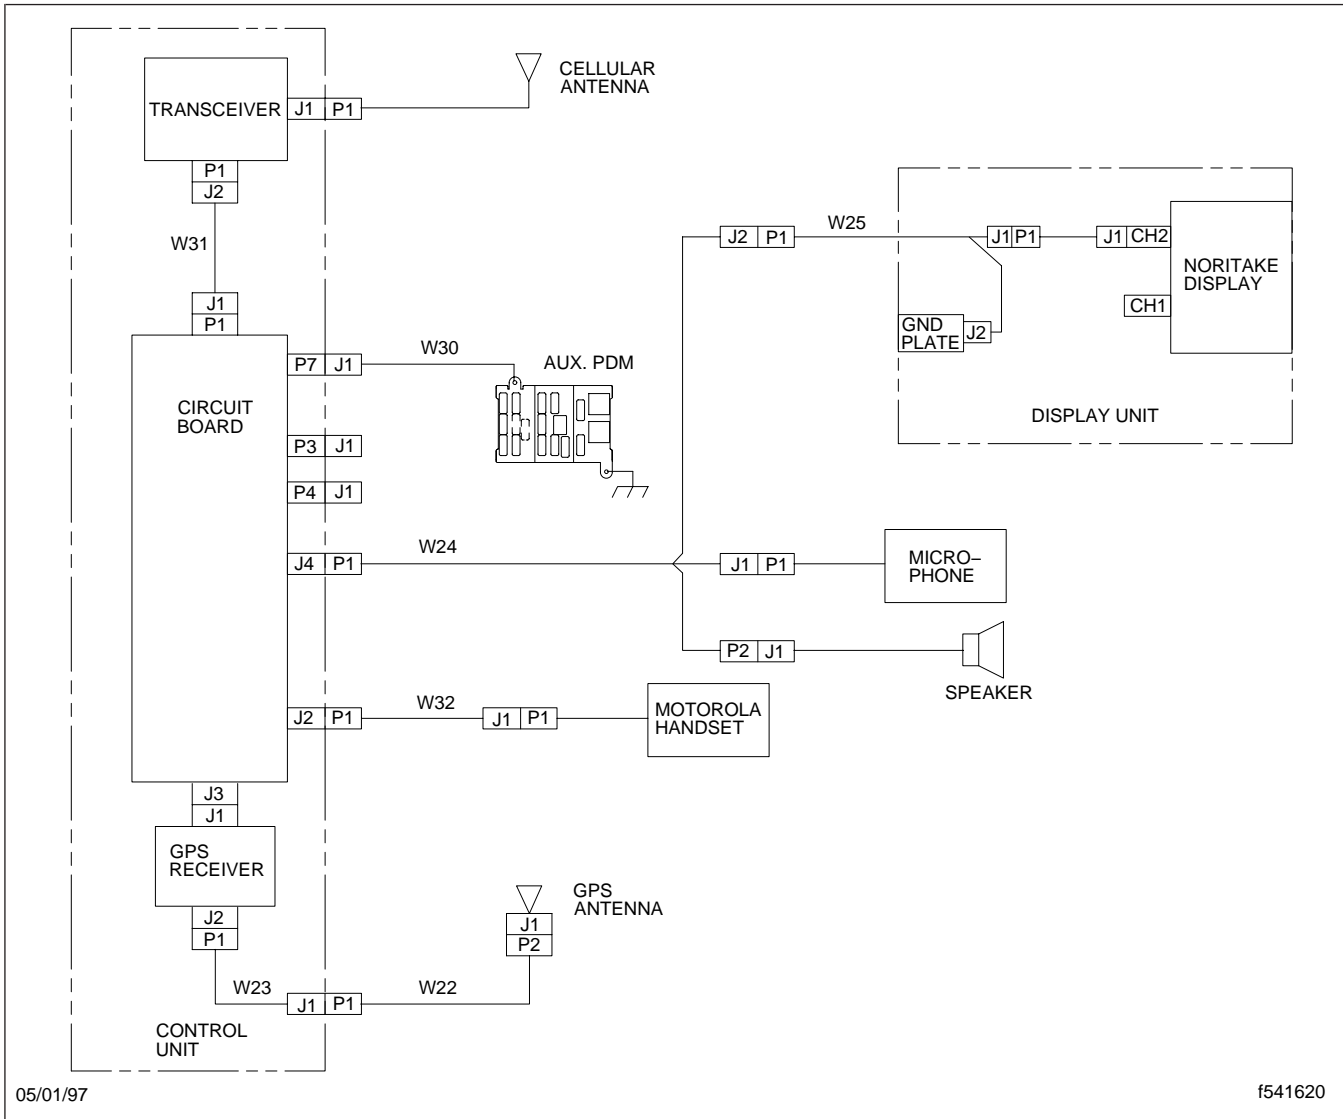 CELLULAR
ANTENNA
TRANSCEIVER
J1 P1
P1
J2
W31
J1
P1
J2 P1
W25
J1 P1
J1 CH2
NORITAKE
DISPLAY
CH1
GND
PLATE
J2
DISPLAY UNIT
P7 J1
W30
AUX. PDM
CIRCUIT
BOARD
P3 J1
P4 J1
J4 P1
W24
J1 P1
MICRO–
PHONE
P2 J1
SPEAKER
J2 P1
W32
J1 P1
MOTOROLA
HANDSET
J3
J1
GPS
RECEIVER
J2
P1
GPS
ANTENNA
J1
P2
W23
J1 P1
W22
CONTROL
UNIT
05/01/97
f541620